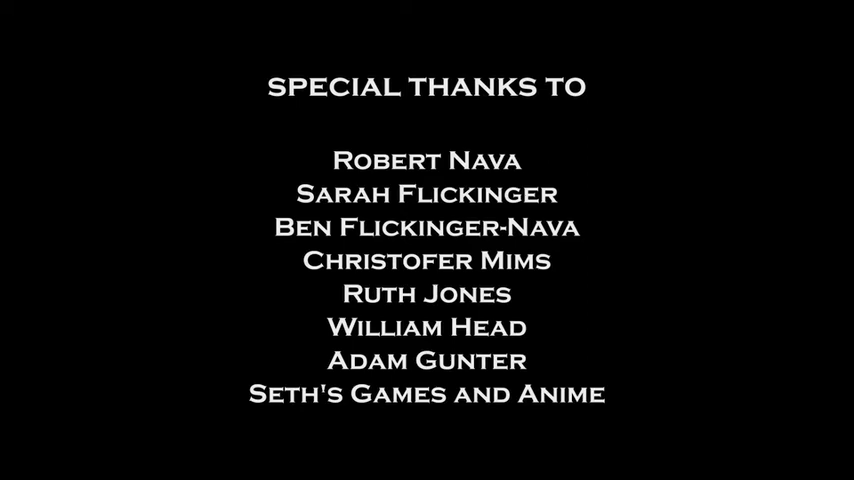 SPECIAL THANKS TO
ROBERT NAVA
SARAH FLICKINGER
BEN FLICKINGER-NAVA
CHRISTOFER MIMS
RUTH JONES
WILLIAM HEAD
ADAM GUNTER
SETH'S GAMES AND ANIME